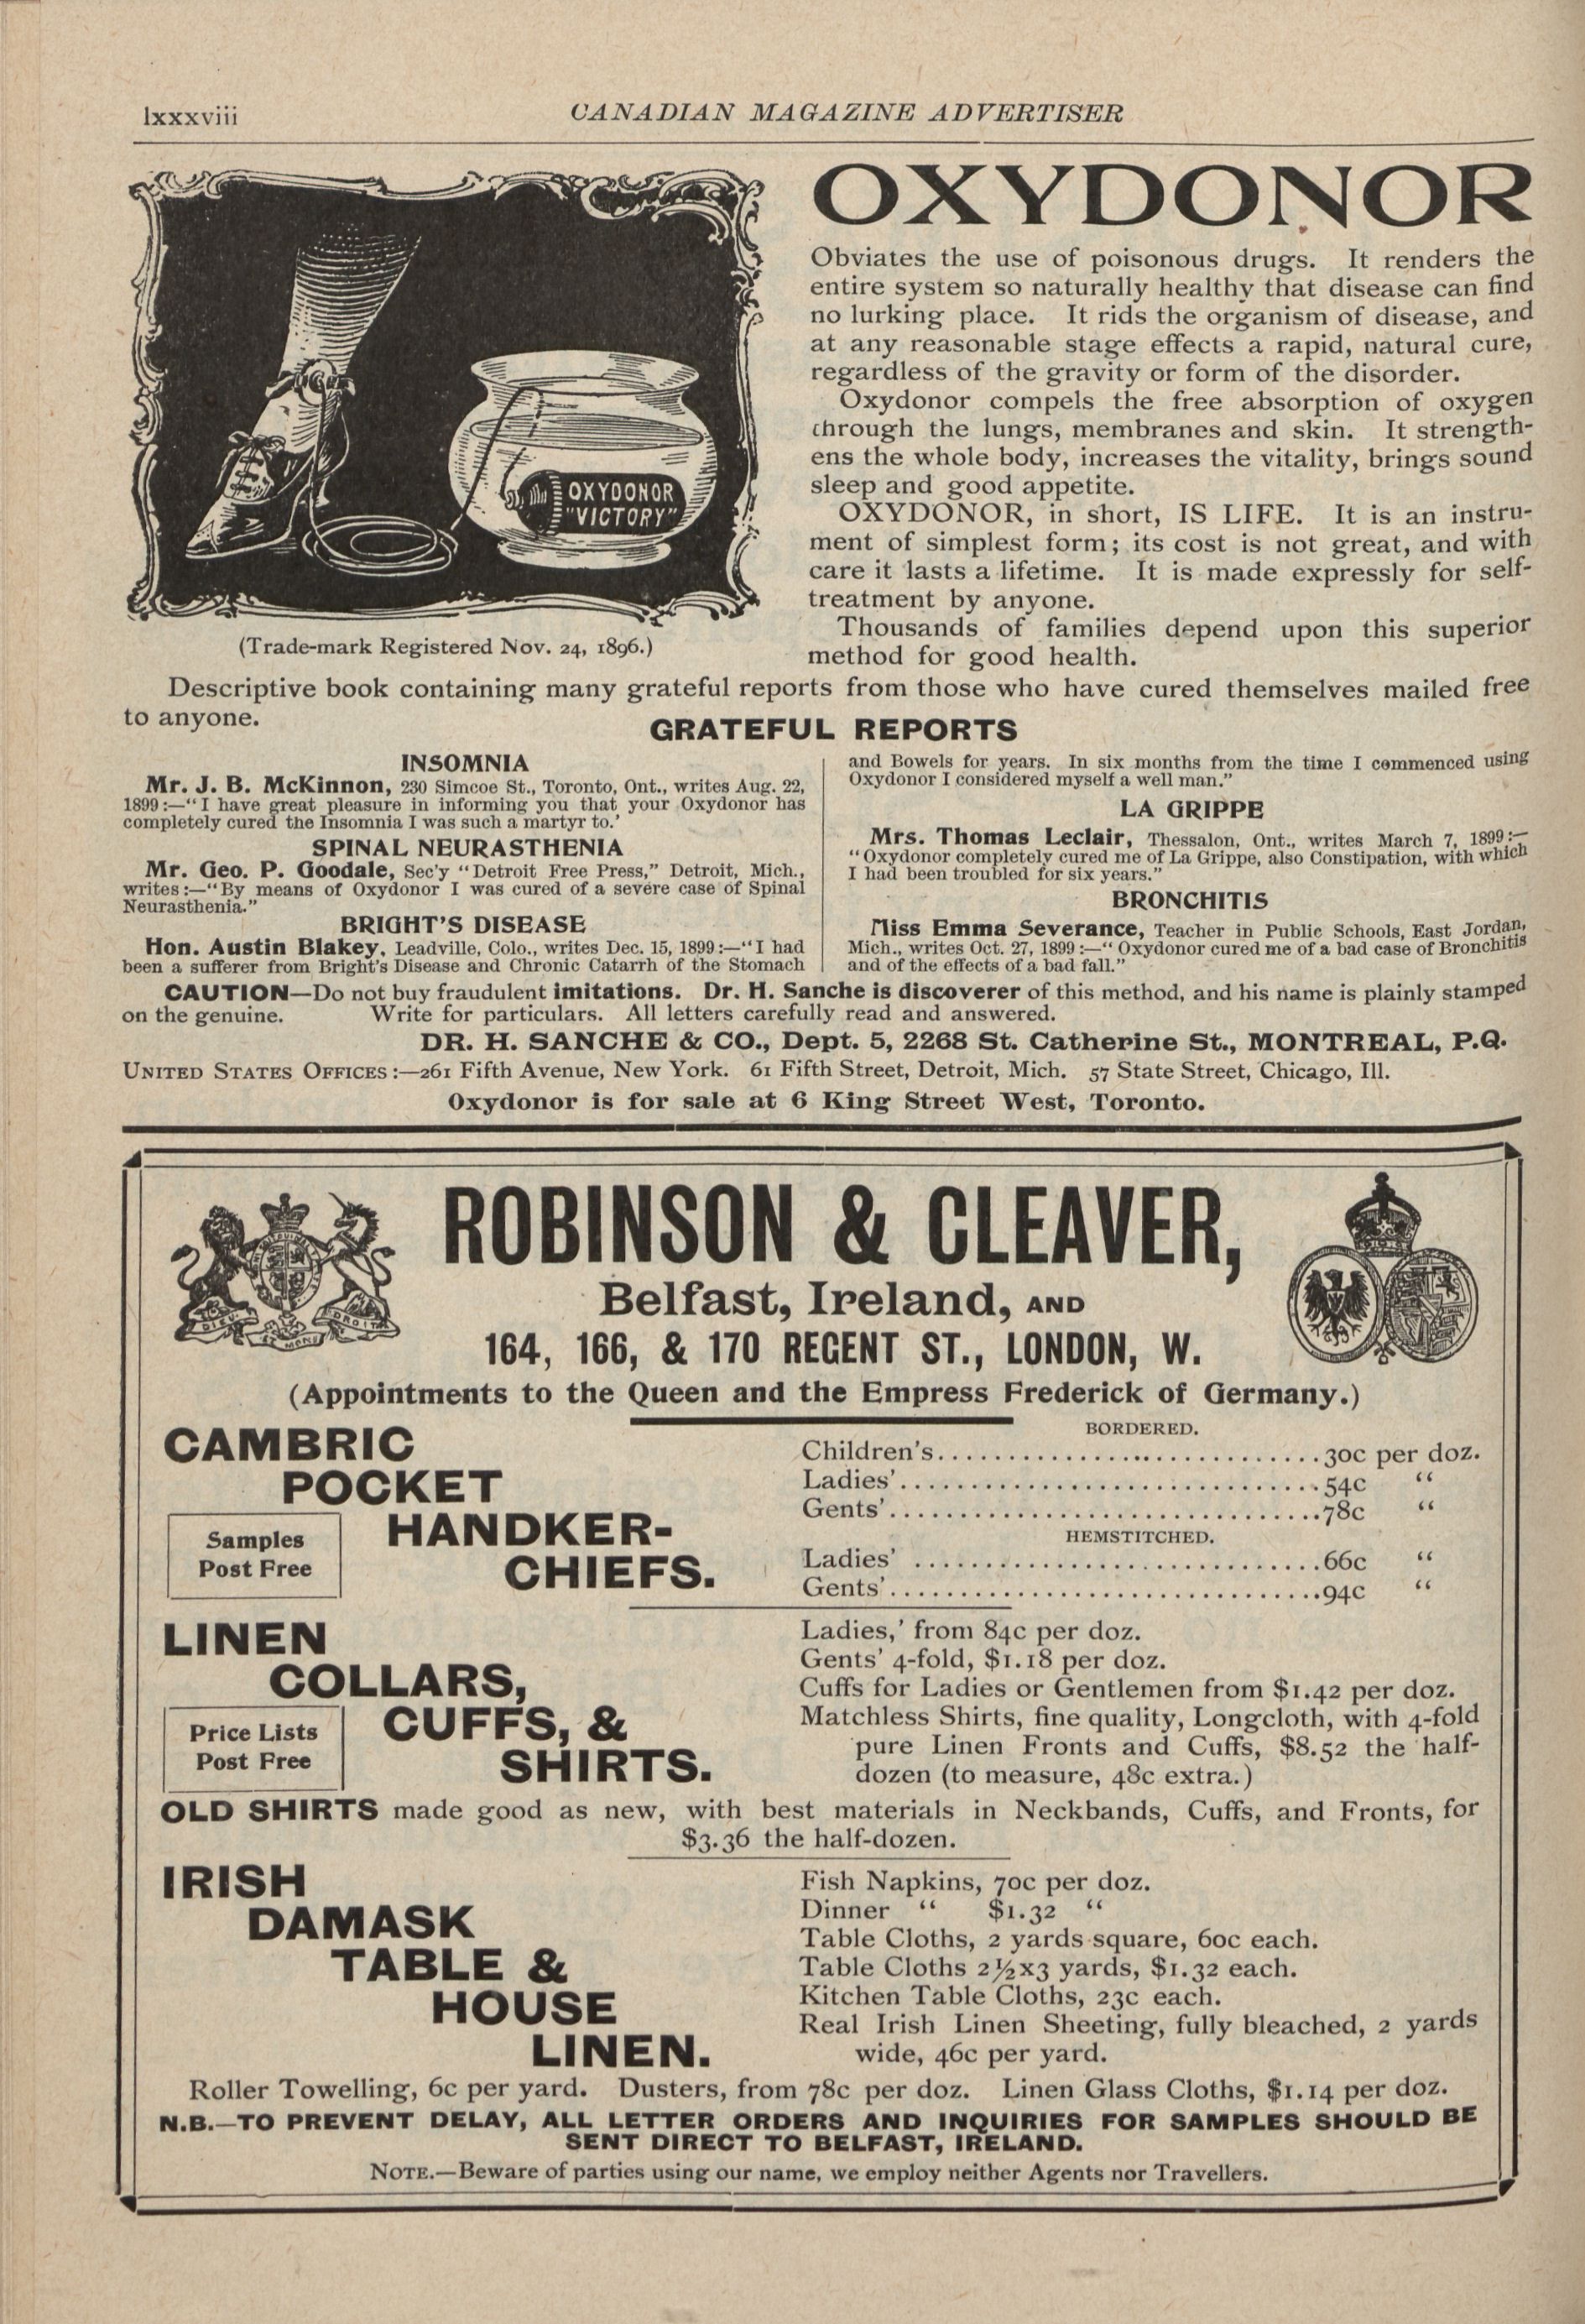 lxxxviii
CANADIAN MAGAZINE ADVERTISER
OXYDONOR
"VICTORY"
(Trade-mark Registered Nov. 24, 1896.)
OXYDONOR
Obviates the use of poisonous drugs. It renders the
entire system so naturally healthy that disease can find
no lurking place. It rids the organism of disease, and
at any reasonable stage effects a rapid, natural cure,
regardless of the gravity or form of the disorder.
Oxydonor compels the free absorption of oxygen
through the lungs, membranes and skin. It strength-
ens the whole body, increases the vitality, brings sound
sleep and good appetite.
OXYDONOR, in short, IS LIFE. It is an instru-
ment of simplest form; its cost is not great, and with
care it lasts a lifetime. It is made expressly for self-
treatment by anyone.
Thousands of families depend upon this superior
method for good health.
Descriptive book containing many grateful reports from those who have cured themselves mailed free
to anyone.
GRATEFUL REPORTS
INSOMNIA
Mr. J. B. McKinnon, 230 Simcoe St., Toronto, Ont., writes Aug. 22,
1899:—"I have great pleasure in informing you that your Oxydonor has
completely cured the Insomnia I was such a martyr to.'
SPINAL NEURASTHENIA
Mr. Geo. P. Goodale, Sec'y "Detroit Free Press," Detroit, Mich.,
writes:—"By means of Oxydonor I was cured of a severe case of Spinal
Neurasthenia."
BRIGHT'S DISEASE
Hon. Austin Blakey, Leadville, Colo., writes Dec. 15, 1899:—"I had
been a sufferer from Bright's Disease and Chronic Catarrh of the Stomach
and Bowels for years. In six months from the time I commenced using
Oxydonor I considered myself a well man."
LA GRIPPE
Mrs. Thomas Leclair, Thessalon, Ont., writes March 7, 1899:—
"Oxydonor completely cured me of La Grippe, also Constipation, with which
I had been troubled for six years."
BRONCHITIS
Miss Emma Severance, Teacher in Public Schools, East Jordan,
Mich., writes Oct. 27, 1899:—"Oxydonor cured me of a bad case of Bronchitis
and of the effects of a bad fall."
CAUTION—Do not buy fraudulent imitations. Dr. H. Sanche is discoverer of this method, and his name is plainly stamped
on the genuine. Write for particulars. All letters carefully read and answered.
DR. H. SANCHE & CO., Dept. 5, 2268 St. Catherine St., MONTREAL, P.Q.
UNITED STATES OFFICES:—261 Fifth Avenue, New York. 61 Fifth Street, Detroit, Mich. 57 State Street, Chicago, Ill.
Oxydonor is for sale at 6 King Street West, Toronto.
ROBINSON & CLEAVER,
Belfast, Ireland, AND
164, 166, & 170 REGENT ST., LONDON, W.
(Appointments to the Queen and the Empress Frederick of Germany.)
DIEU ET MON DROIT
CAMBRIC
POCKET
HANDKER-
CHIEFS.
Samples
Post Free
BORDERED.
Children's..............................30c per doz.
Ladies'..............................54c "
Gents'..............................78c "
HEMSTITCHED.
Ladies' ..............................66c "
Gents'..............................94c "
LINEN
COLLARS,
CUFFS, &
SHIRTS.
Price Lists
Post Free
Ladies,' from 84c per doz.
Gents' 4-fold, $1.18 per doz.
Cuffs for Ladies or Gentlemen from $1.42 per doz.
Matchless Shirts, fine quality, Longcloth, with 4-fold
pure Linen Fronts and Cuffs, $8.52 the half-
dozen (to measure, 48c extra.)
OLD SHIRTS made good as new, with best materials in Neckbands, Cuffs, and Fronts, for
$3.36 the half-dozen.
IRISH
DAMASK
TABLE &
HOUSE
LINEN.
Fish Napkins, 70c per doz.
Dinner " $1.32 "
Table Cloths, 2 yards square, 60c each.
Table Cloths 2½x3 yards, $1.32 each.
Kitchen Table Cloths, 23c each.
Real Irish Linen Sheeting, fully bleached, 2 yards
wide, 46c per yard.
Roller Towelling, 6c per yard. Dusters, from 78c per doz. Linen Glass Cloths, $1.14 per doz.
N.B.—TO PREVENT DELAY, ALL LETTER ORDERS AND INQUIRIES FOR SAMPLES SHOULD BE
SENT DIRECT TO BELFAST, IRELAND.
NOTE.—Beware of parties using our name, we employ neither Agents nor Travellers.